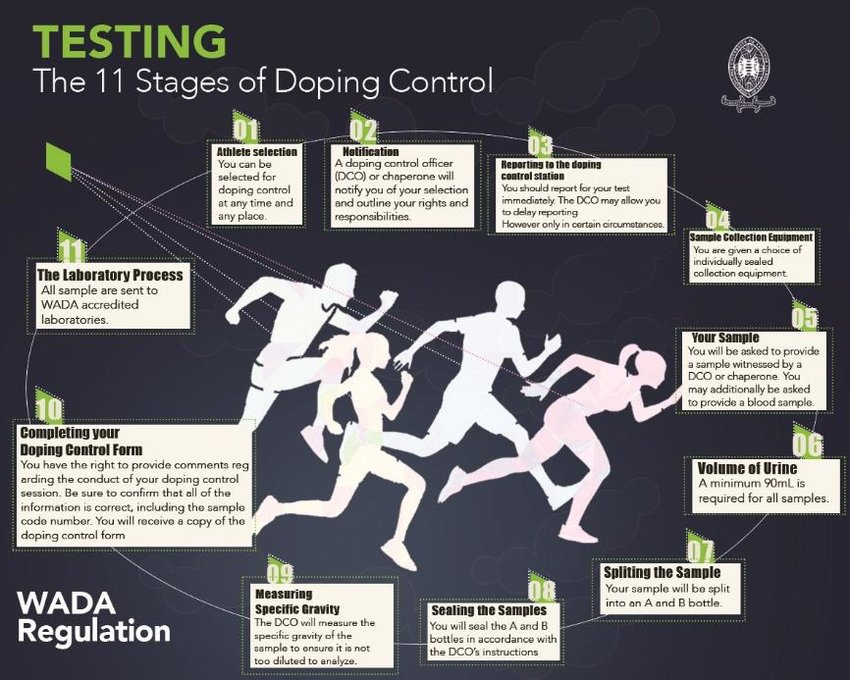 TESTING
The 11 Stages of Doping Control
01
Athlete selection
You can be
selected for
doping control
at any time and
any place.
02
Notification
A doping control officer
(DCO) or chaperone will
notify you of your selection
and outline your rights and
responsibilities.
03
Reporting to the doping
control station
You should report for your test
immediately. The DCO may allow you
to delay reporting
However only in certain circumstances.
04
Sample Collection Equipment
You are given a choice of
individually sealed
collection equipment.
05
Your Sample
You will be asked to provide
a sample witnessed by a
DCO or chaperone. You
may additionally be asked
to provide a blood sample.
06
Volume of Urine
A minimum 90mL is
required for all samples.
07
Spliting the Sample
Your sample will be split
into an A and B bottle.
08
Sealing the Samples
You will seal the A and B
bottles in accordance with
the DCO's instructions
09
Measuring
Specific Gravity
The DCO will measure the
specific gravity of the
sample to ensure it is not
too diluted to analyze.
10
Completing your
Doping Control Form
You have the right to provide comments reg
arding the conduct of your doping control
session. Be sure to confirm that all of the
information is correct, including the sample
code number. You will receive a copy of the
doping control form
11
The Laboratory Process
All sample are sent to
WADA accredited
laboratories.
WADA
Regulation